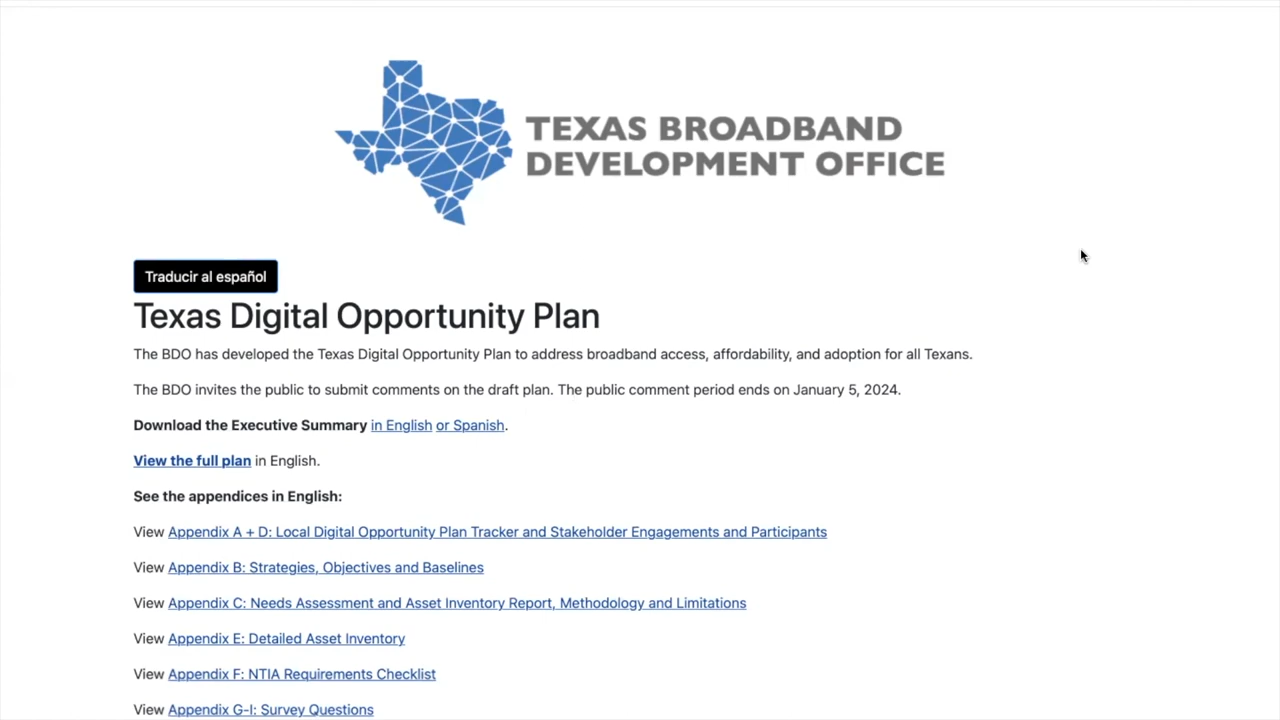 TEXAS BROADBAND
DEVELOPMENT OFFICE
Traducir al español
Texas Digital Opportunity Plan
The BDO has developed the Texas Digital Opportunity Plan to address broadband access, affordability, and adoption for all Texans.
The BDO invites the public to submit comments on the draft plan. The public comment period ends on January 5, 2024.
Download the Executive Summary in English or Spanish.
View the full plan in English.
See the appendices in English:
View Appendix A + D: Local Digital Opportunity Plan Tracker and Stakeholder Engagements and Participants
View Appendix B: Strategies, Objectives and Baselines
View Appendix C: Needs Assessment and Asset Inventory Report, Methodology and Limitations
View Appendix E: Detailed Asset Inventory
View Appendix F: NTIA Requirements Checklist
View Appendix G-I: Survey Questions